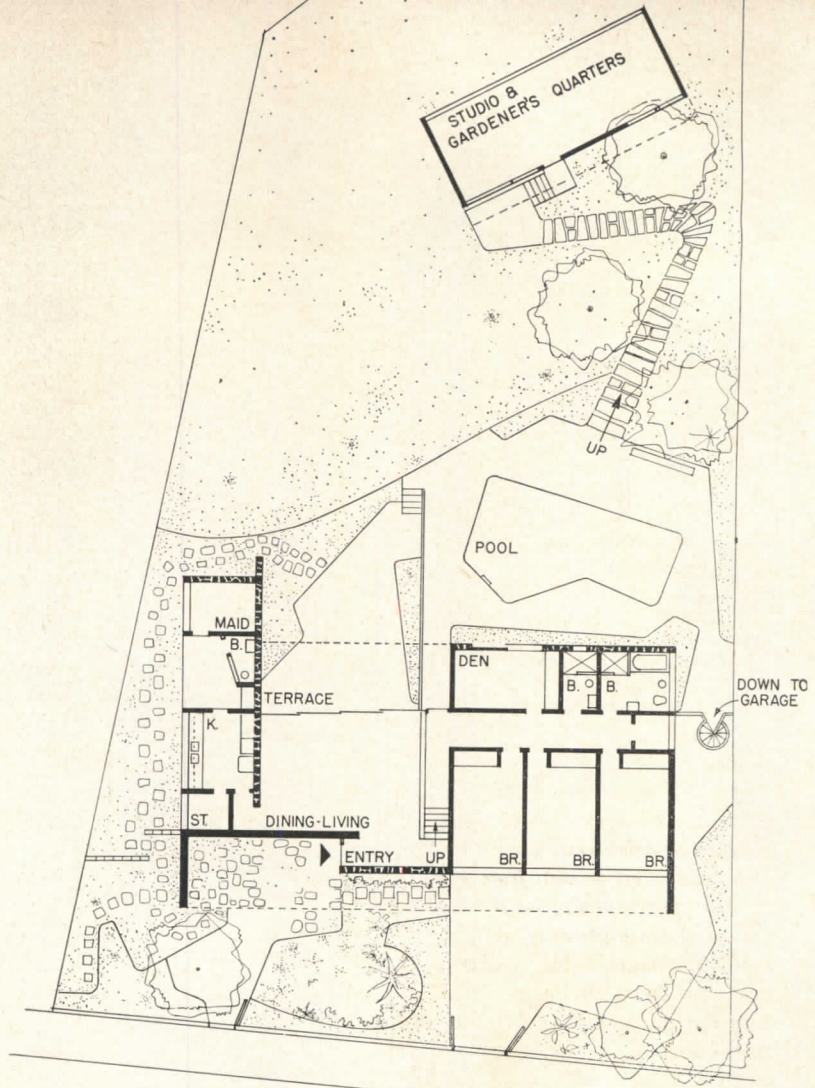 STUDIO &
GARDENER'S QUARTERS
UP
POOL
MAID
B.
DEN
B.
B.
TERRACE
DOWN TO
GARAGE
K.
ST.
DINING-LIVING
ENTRY
UP
BR.
BR.
BR.